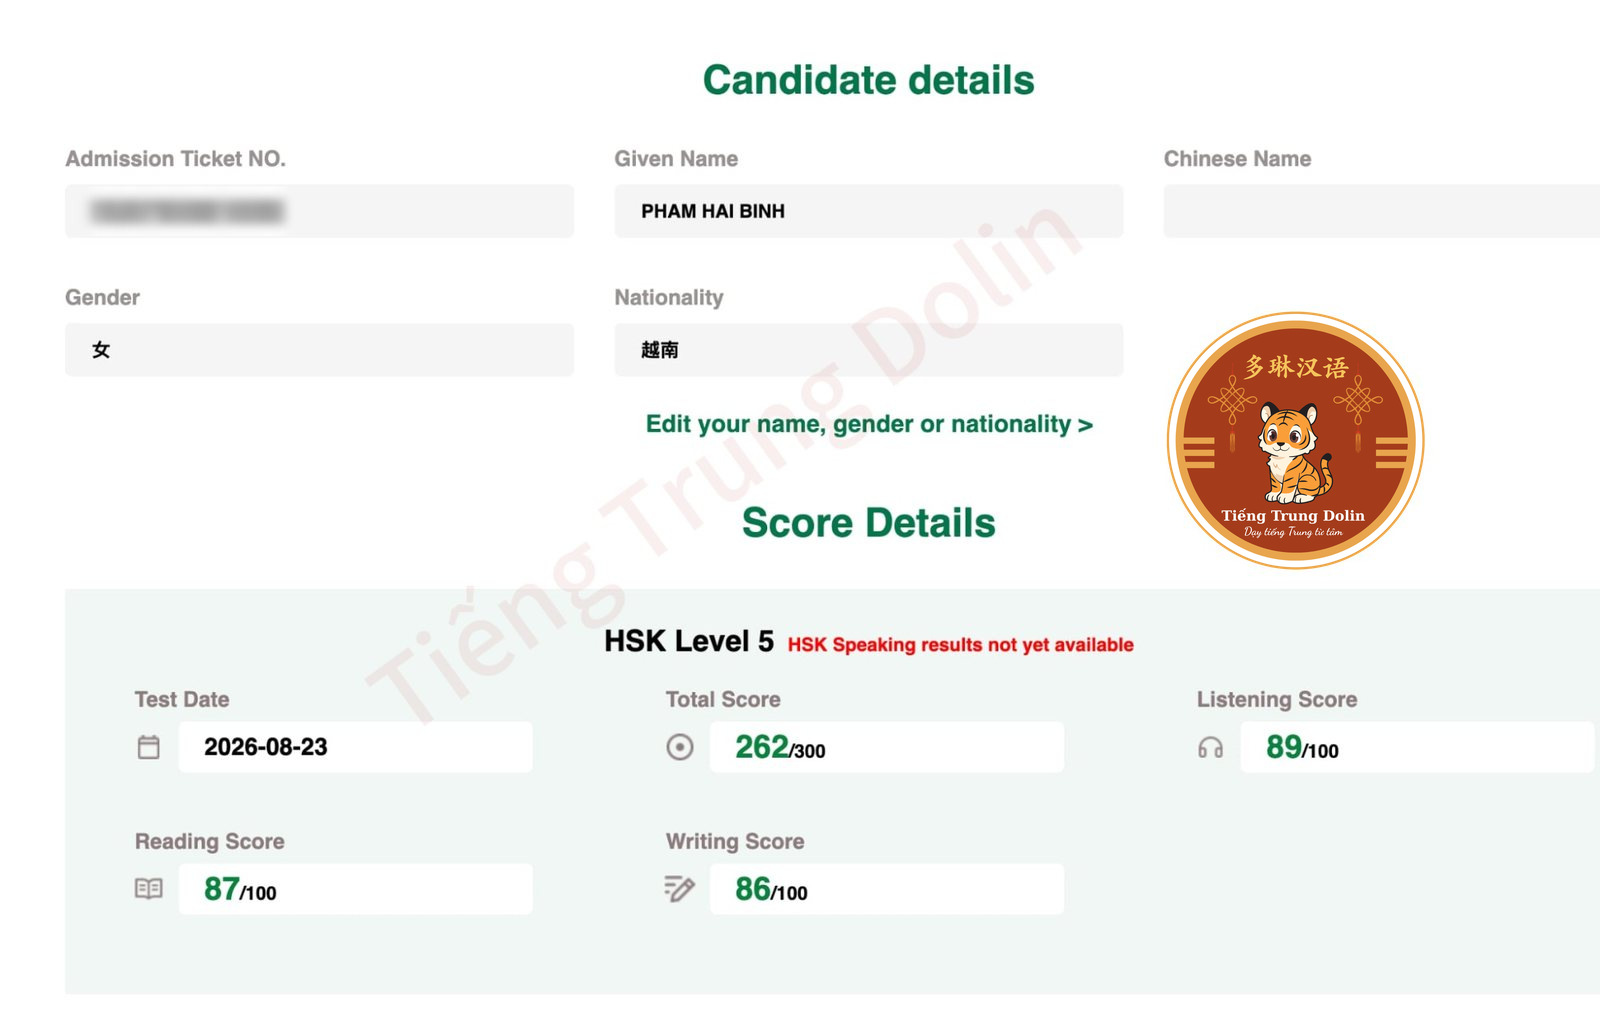 Candidate details
Admission Ticket NO.
Given Name
Chinese Name
PHAM HAI BINH
Gender
Nationality
女
越南
Edit your name, gender or nationality >
多琳汉语
Tiếng Trung Dolin
Dạy tiếng Trung từ tâm
Tiếng Trung Dolin
Score Details
HSK Level 5 HSK Speaking results not yet available
Test Date
Total Score
Listening Score
2026-08-23
262/300
89/100
Reading Score
Writing Score
87/100
86/100